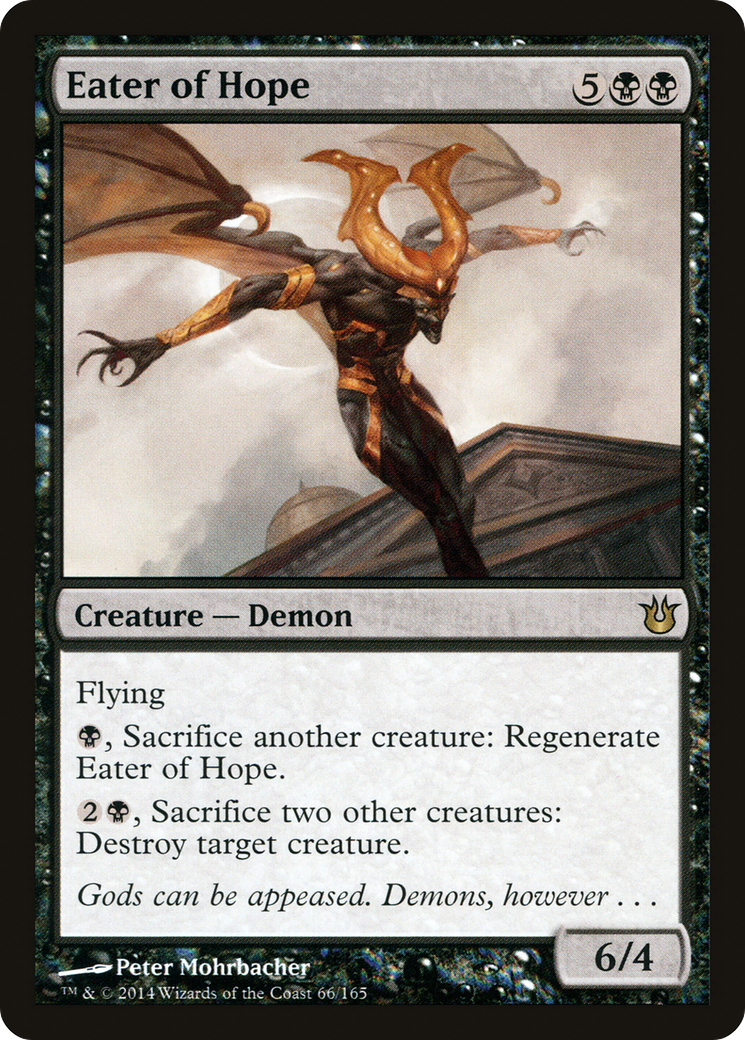 Eater of Hope 5
Creature — Demon
Flying
, Sacrifice another creature: Regenerate
Eater of Hope.
2, Sacrifice two other creatures:
Destroy target creature.
Gods can be appeased. Demons, however . . .
6/4
Peter Mohrbacher
™ & © 2014 Wizards of the Coast 66/165